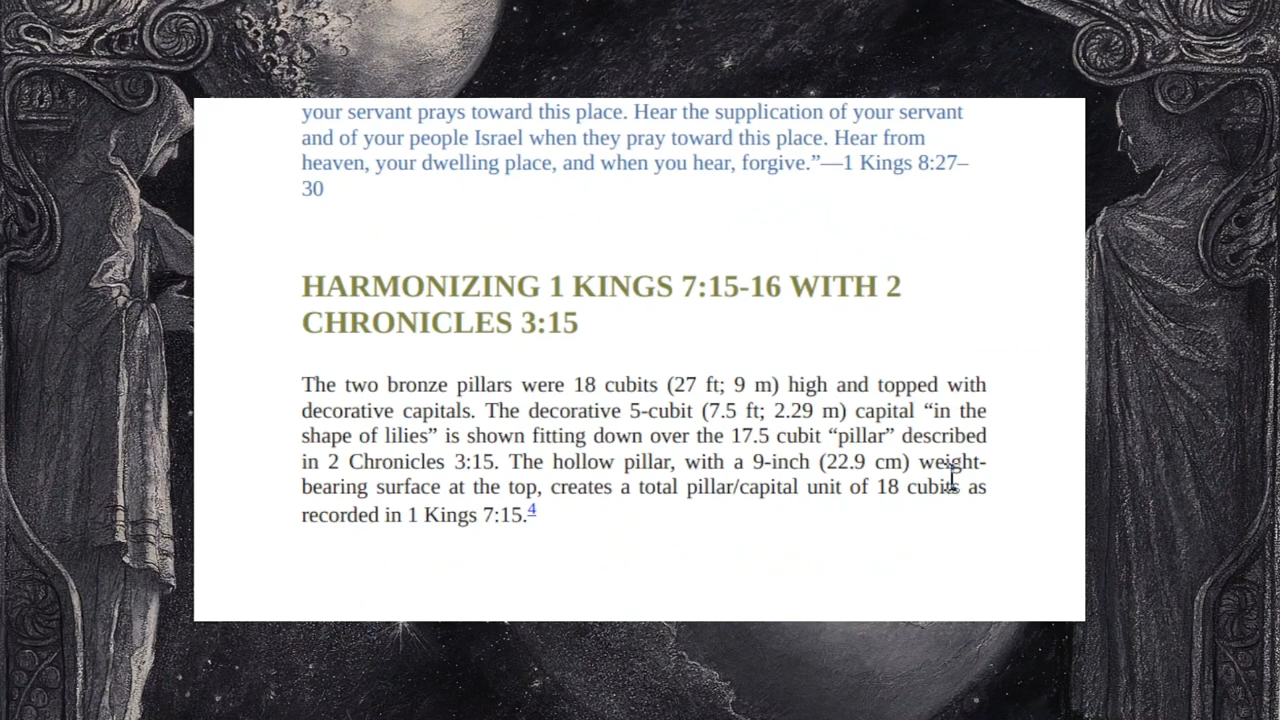 your servant prays toward this place. Hear the supplication of your servant
and of your people Israel when they pray toward this place. Hear from
heaven, your dwelling place, and when you hear, forgive.”—1 Kings 8:27–
30
HARMONIZING 1 KINGS 7:15-16 WITH 2
CHRONICLES 3:15
The two bronze pillars were 18 cubits (27 ft; 9 m) high and topped with
decorative capitals. The decorative 5-cubit (7.5 ft; 2.29 m) capital “in the
shape of lilies” is shown fitting down over the 17.5 cubit “pillar” described
in 2 Chronicles 3:15. The hollow pillar, with a 9-inch (22.9 cm) weight-
bearing surface at the top, creates a total pillar/capital unit of 18 cubits as
recorded in 1 Kings 7:15.4